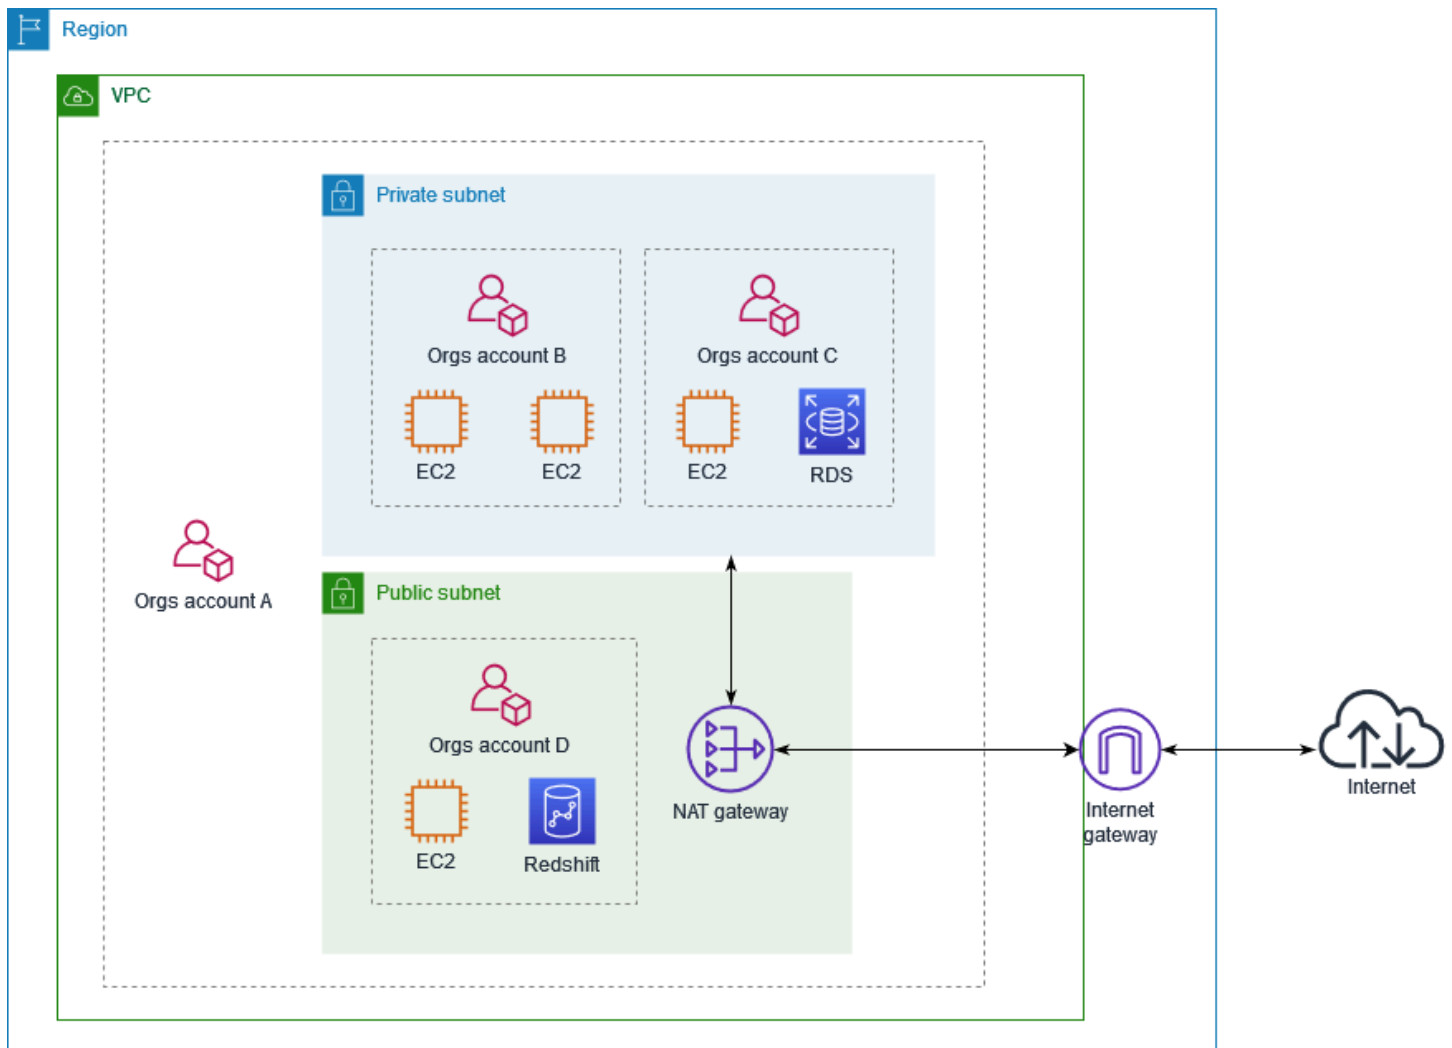 Region
VPC
Private subnet
Orgs account B
Orgs account C
EC2
EC2
EC2
RDS
Orgs account A
Public subnet
Orgs account D
EC2
Redshift
NAT gateway
Internet
gateway
Internet